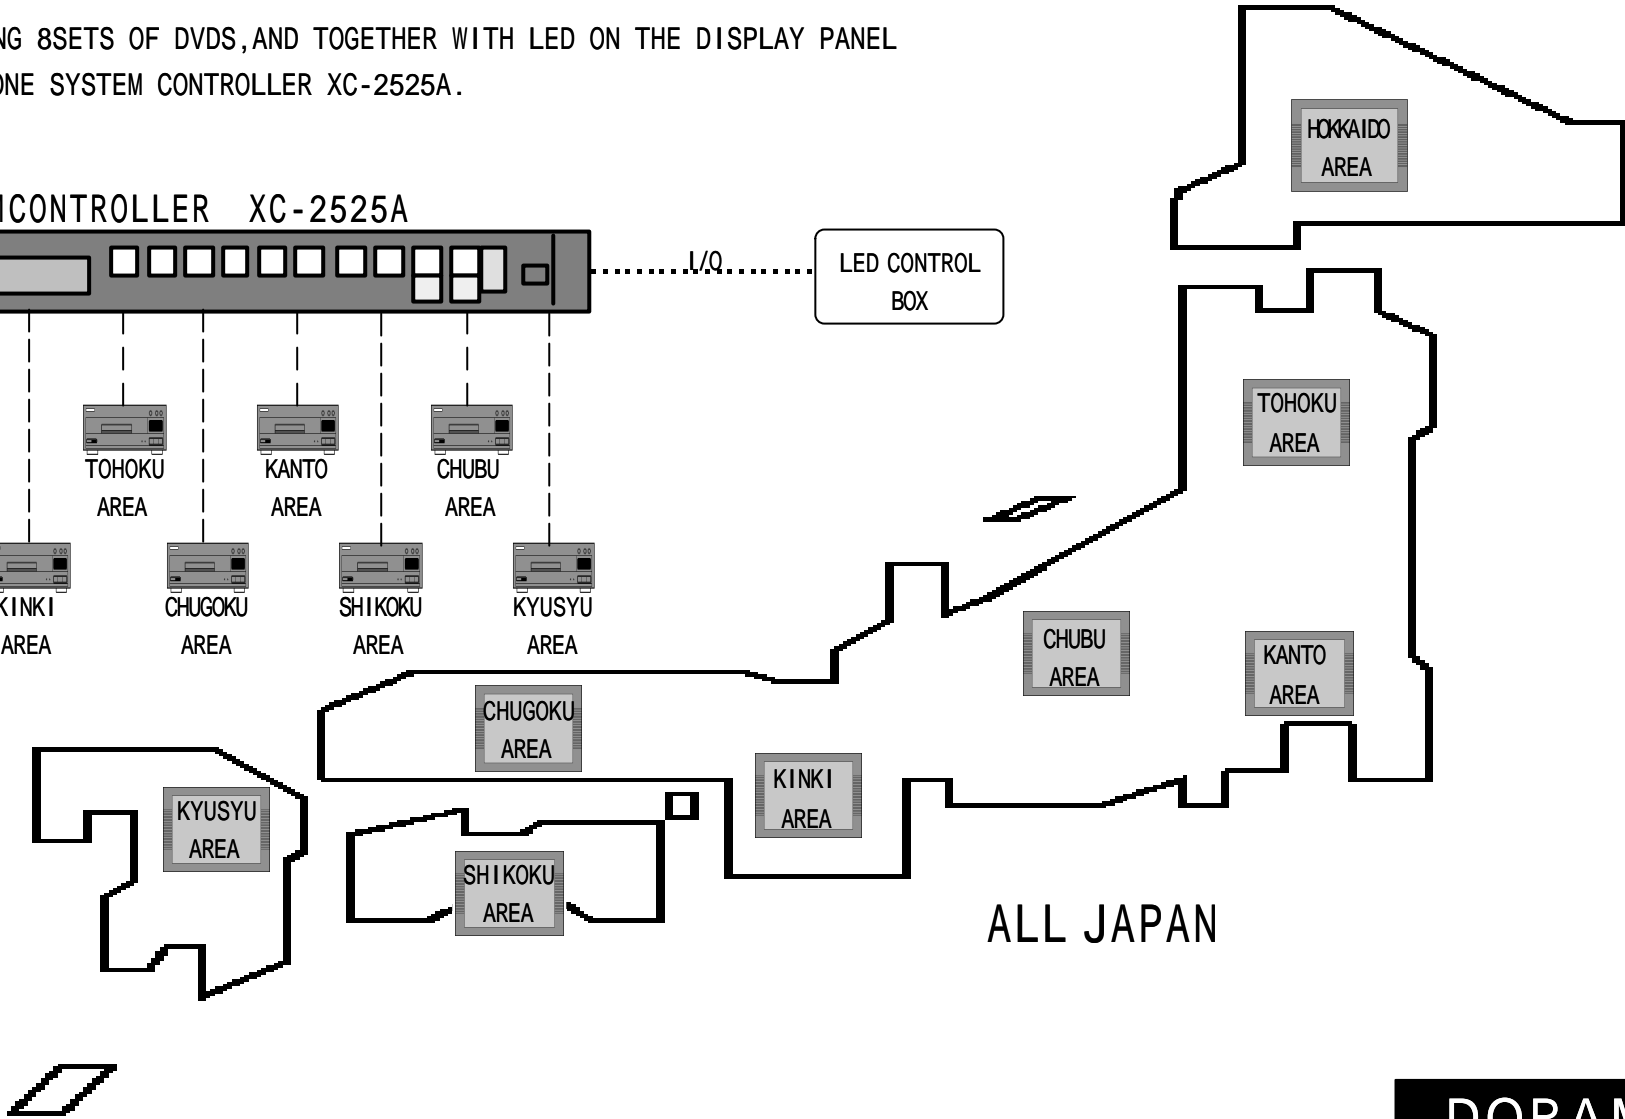 NG 8SETS OF DVDS,AND TOGETHER WITH LED ON THE DISPLAY PANEL
ONE SYSTEM CONTROLLER XC-2525A.
HOKKAIDO
AREA
CONTROLLER XC-2525A
I/O
LED CONTROL
BOX
TOHOKU
AREA
KANTO
AREA
CHUBU
AREA
KINKI
AREA
CHUGOKU
AREA
SHIKOKU
AREA
KYUSYU
AREA
TOHOKU
AREA
CHUBU
AREA
KANTO
AREA
CHUGOKU
AREA
KINKI
AREA
KYUSYU
AREA
SHIKOKU
AREA
ALL JAPAN